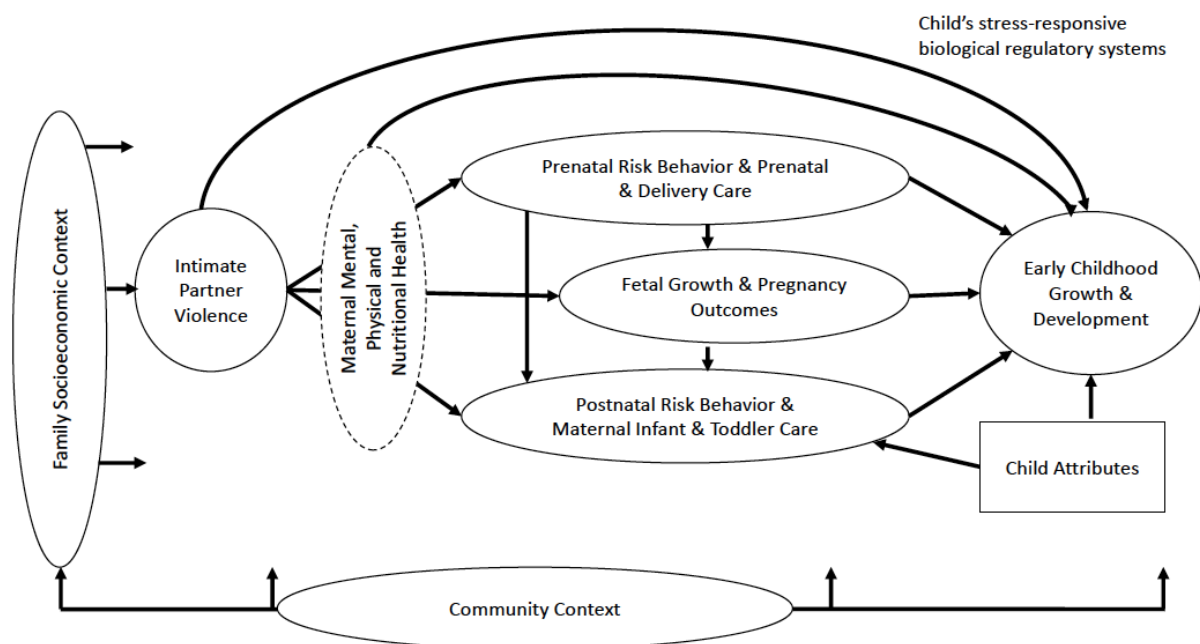 Child's stress-responsive
biological regulatory systems
Family Socioeconomic Context
Intimate
Partner
Violence
Maternal Mental,
Physical and
Nutritional Health
Prenatal Risk Behavior & Prenatal
& Delivery Care
Fetal Growth & Pregnancy
Outcomes
Postnatal Risk Behavior &
Maternal Infant & Toddler Care
Early Childhood
Growth &
Development
Child Attributes
Community Context